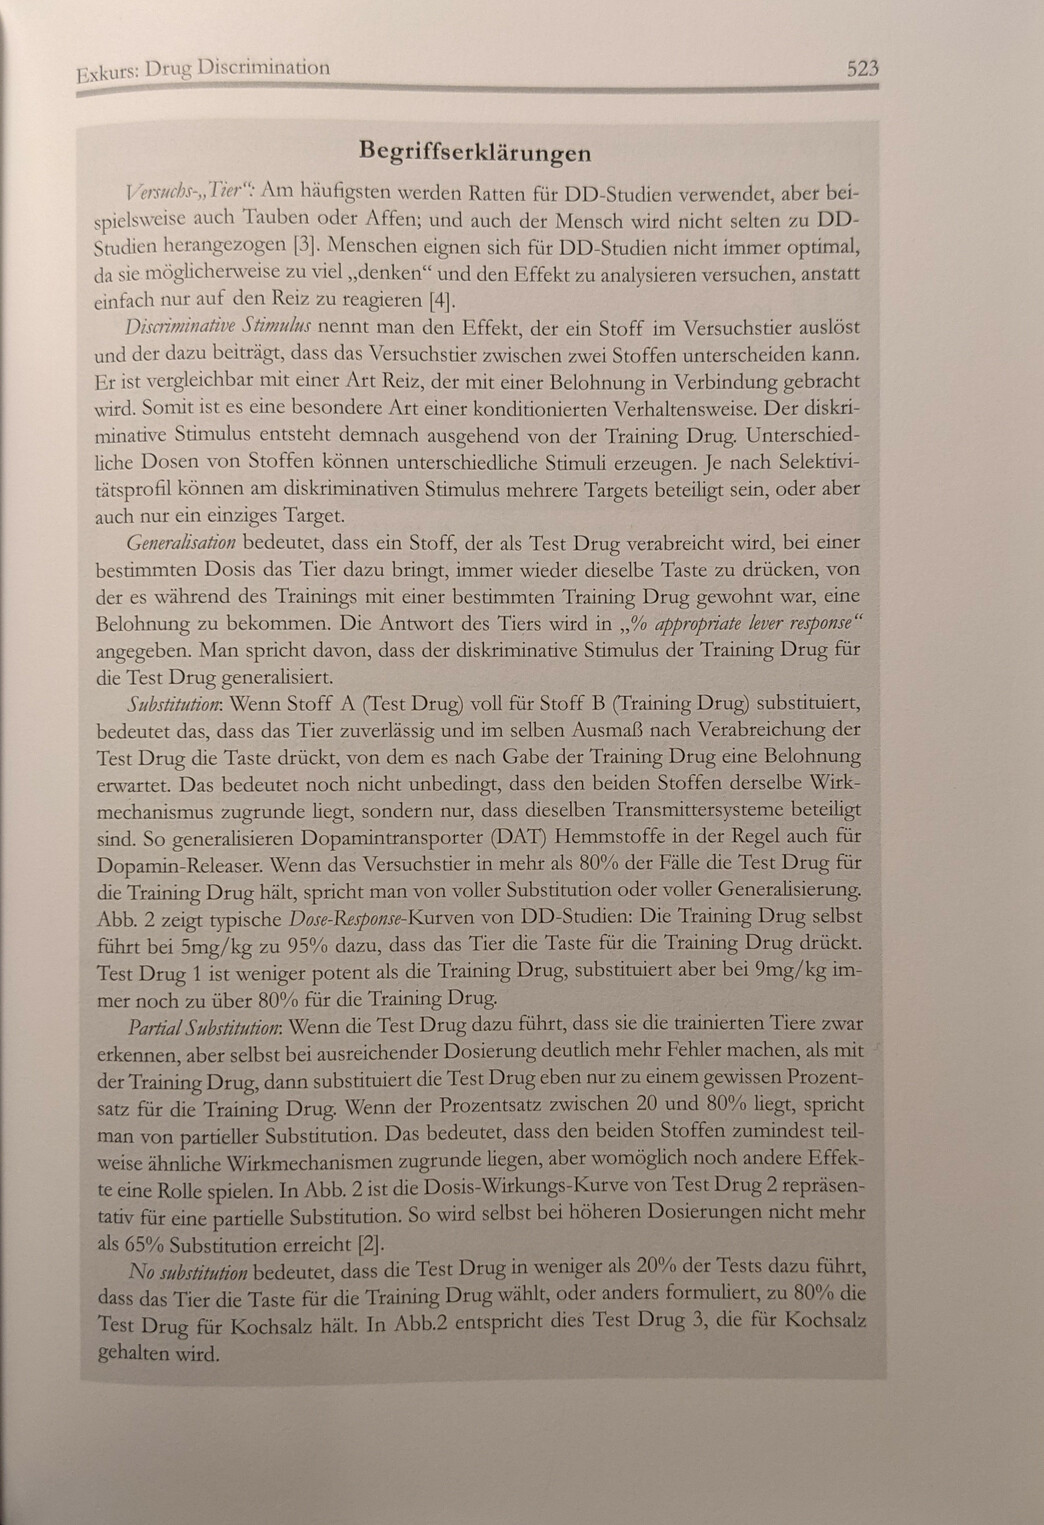 Exkurs: Drug Discrimination 523
Begriffserklärungen
Versuchs-„Tier“: Am häufigsten werden Ratten für DD-Studien verwendet, aber bei-
spielsweise auch Tauben oder Affen; und auch der Mensch wird nicht selten zu DD-
Studien herangezogen [3]. Menschen eignen sich für DD-Studien nicht immer optimal,
da sie möglicherweise zu viel „denken“ und den Effekt zu analysieren versuchen, anstatt
einfach nur auf den Reiz zu reagieren [4].
Discriminative Stimulus nennt man den Effekt, der ein Stoff im Versuchstier auslöst
und der dazu beiträgt, dass das Versuchstier zwischen zwei Stoffen unterscheiden kann.
Er ist vergleichbar mit einer Art Reiz, der mit einer Belohnung in Verbindung gebracht
wird. Somit ist es eine besondere Art einer konditionierten Verhaltensweise. Der diskri-
minative Stimulus entsteht demnach ausgehend von der Training Drug. Unterschied-
liche Dosen von Stoffen können unterschiedliche Stimuli erzeugen. Je nach Selektivi-
tätsprofil können am diskriminativen Stimulus mehrere Targets beteiligt sein, oder aber
auch nur ein einziges Target.
Generalisation bedeutet, dass ein Stoff, der als Test Drug verabreicht wird, bei einer
bestimmten Dosis das Tier dazu bringt, immer wieder dieselbe Taste zu drücken, von
der es während des Trainings mit einer bestimmten Training Drug gewohnt war, eine
Belohnung zu bekommen. Die Antwort des Tiers wird in „% appropriate lever response“
angegeben. Man spricht davon, dass der diskriminative Stimulus der Training Drug für
die Test Drug generalisiert.
Substitution: Wenn Stoff A (Test Drug) voll für Stoff B (Training Drug) substituiert,
bedeutet das, dass das Tier zuverlässig und im selben Ausmaß nach Verabreichung der
Test Drug die Taste drückt, von dem es nach Gabe der Training Drug eine Belohnung
erwartet. Das bedeutet noch nicht unbedingt, dass den beiden Stoffen derselbe Wirk-
mechanismus zugrunde liegt, sondern nur, dass dieselben Transmittersysteme beteiligt
sind. So generalisieren Dopamintransporter (DAT) Hemmstoffe in der Regel auch für
Dopamin-Releaser. Wenn das Versuchstier in mehr als 80% der Fälle die Test Drug für
die Training Drug hält, spricht man von voller Substitution oder voller Generalisierung.
Abb. 2 zeigt typische Dose-Response-Kurven von DD-Studien: Die Training Drug selbst
führt bei 5mg/kg zu 95% dazu, dass das Tier die Taste für die Training Drug drückt.
Test Drug 1 ist weniger potent als die Training Drug, substituiert aber bei 9mg/kg im-
mer noch zu über 80% für die Training Drug.
Partial Substitution: Wenn die Test Drug dazu führt, dass sie die trainierten Tiere zwar
erkennen, aber selbst bei ausreichender Dosierung deutlich mehr Fehler machen, als mit
der Training Drug, dann substituiert die Test Drug eben nur zu einem gewissen Prozent-
satz für die Training Drug. Wenn der Prozentsatz zwischen 20 und 80% liegt, spricht
man von partieller Substitution. Das bedeutet, dass den beiden Stoffen zumindest teil-
weise ähnliche Wirkmechanismen zugrunde liegen, aber womöglich noch andere Effek-
te eine Rolle spielen. In Abb. 2 ist die Dosis-Wirkungs-Kurve von Test Drug 2 repräsen-
tativ für eine partielle Substitution. So wird selbst bei höheren Dosierungen nicht mehr
als 65% Substitution erreicht [2].
No substitution bedeutet, dass die Test Drug in weniger als 20% der Tests dazu führt,
dass das Tier die Taste für die Training Drug wählt, oder anders formuliert, zu 80% die
Test Drug für Kochsalz hält. In Abb.2 entspricht dies Test Drug 3, die für Kochsalz
gehalten wird.